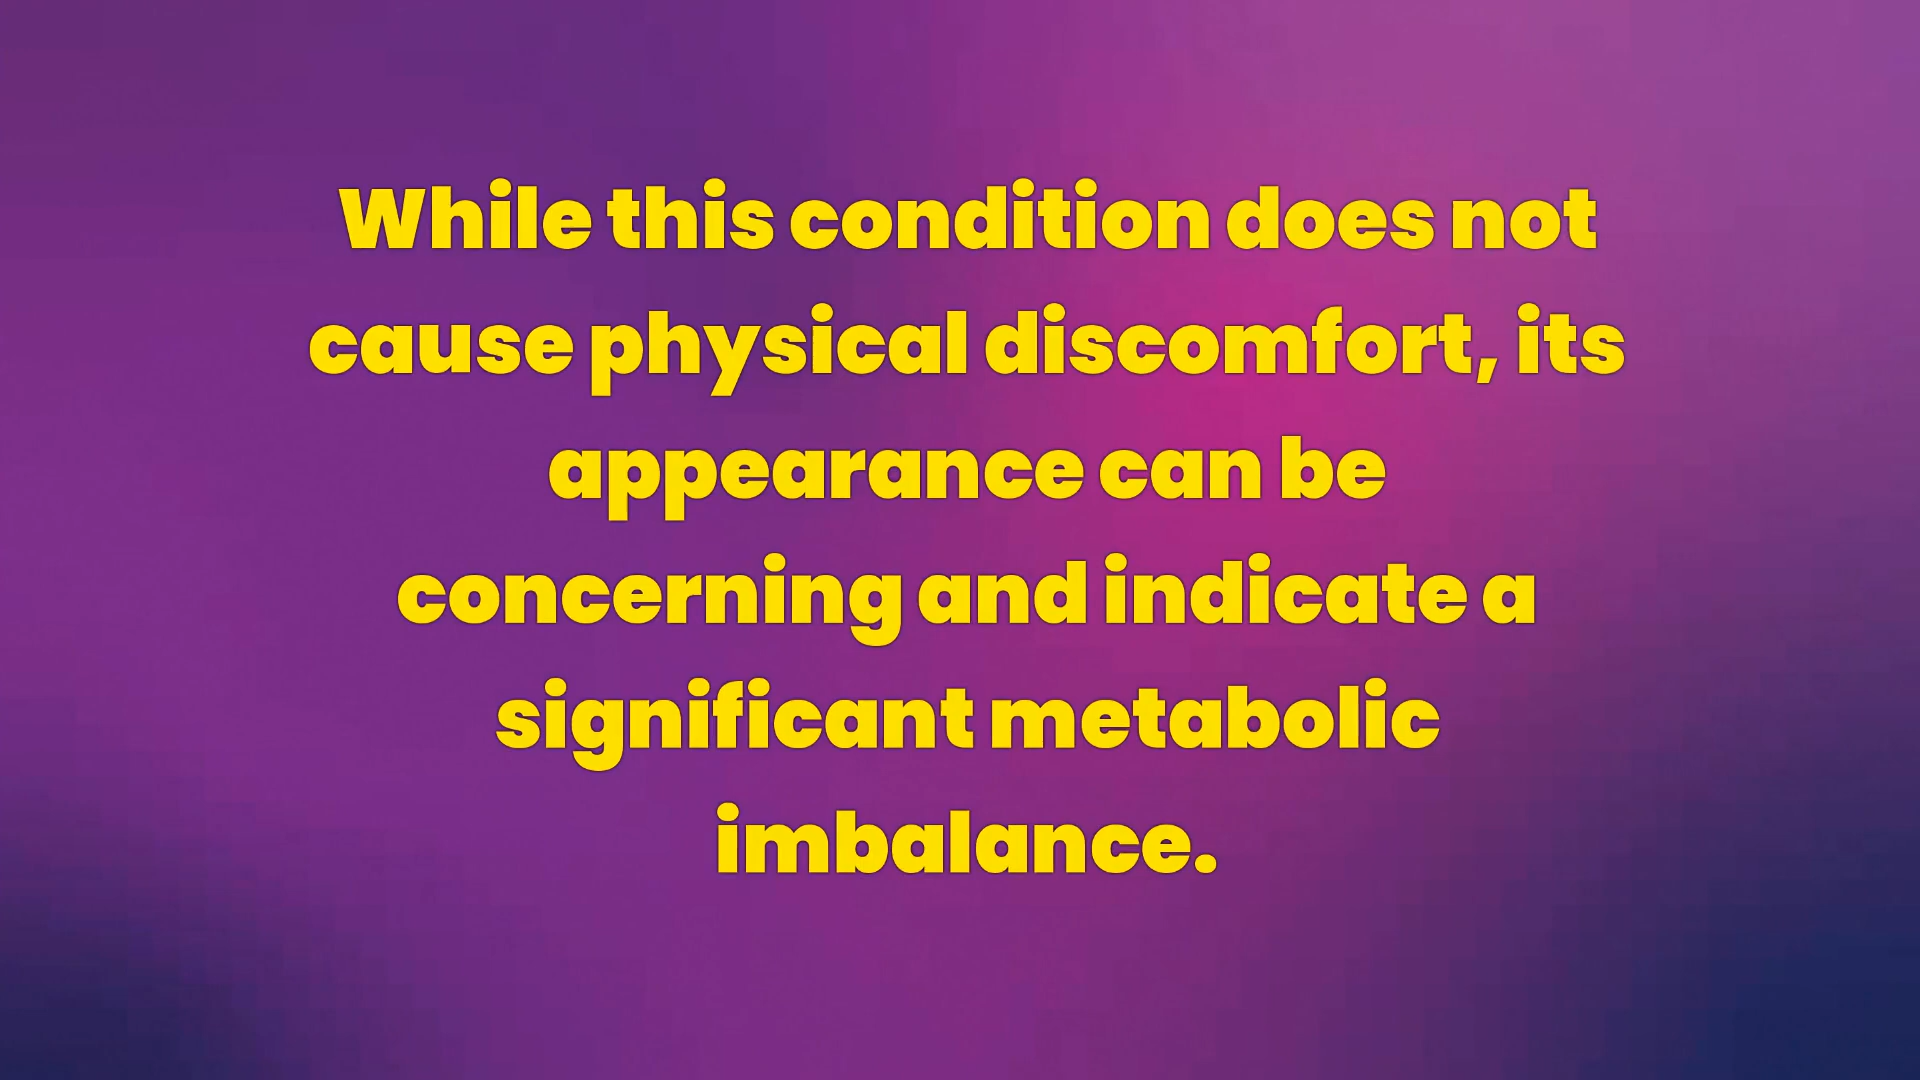 While this condition does not
cause physical discomfort, its
appearance can be
concerning and indicate a
significant metabolic
imbalance.